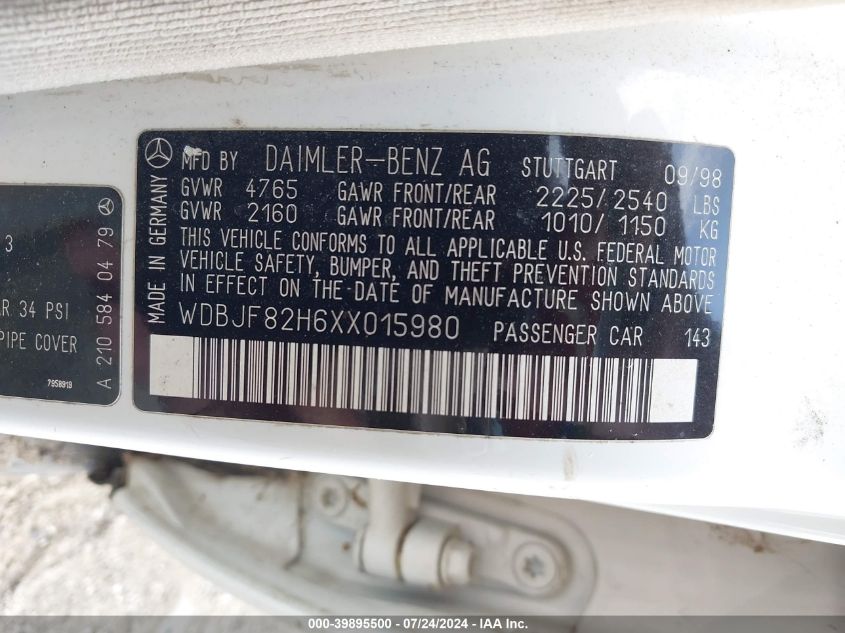 MFD BY DAIMLER-BENZ AG STUTTGART 09/98
GVWR 4765 GAWR FRONT/REAR 2225/2540 LBS
GVWR 2160 GAWR FRONT/REAR 1010/1150 KG
THIS VEHICLE CONFORMS TO ALL APPLICABLE U.S. FEDERAL MOTOR
VEHICLE SAFETY, BUMPER, AND THEFT PREVENTION STANDARDS
IN EFFECT ON THE DATE OF MANUFACTURE SHOWN ABOVE.
WDBJF82H6XX015980 PASSENGER CAR 143
MADE IN GERMANY
3
R 34 PSI
PIPE COVER
7958919
A 210 584 04 79
000-39895500 - 07/24/2024 - IAA Inc.